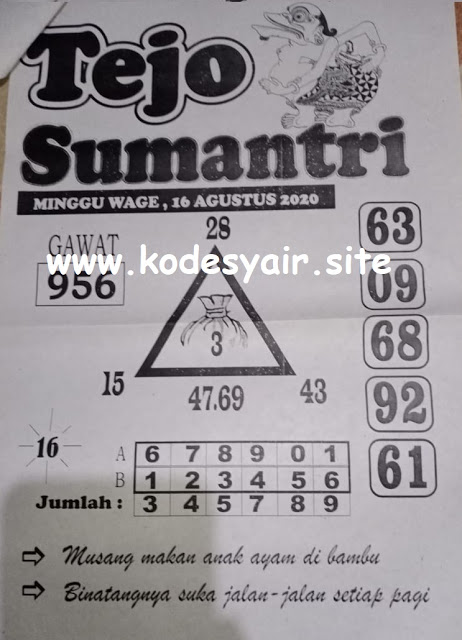 Tejo
Sumantri
MINGGU WAGE , 16 AGUSTUS 2020
28
63
GAWAT
www.kodesyair.site
956
09
3
68
15
47.69
43
92
16
A 6 7 8 9 0 1
B 1 2 3 4 5 6
61
Jumlah : 3 4 5 7 8 9
Musang makan anak ayam di bambu
Binatangnya suka jalan-jalan setiap pagi